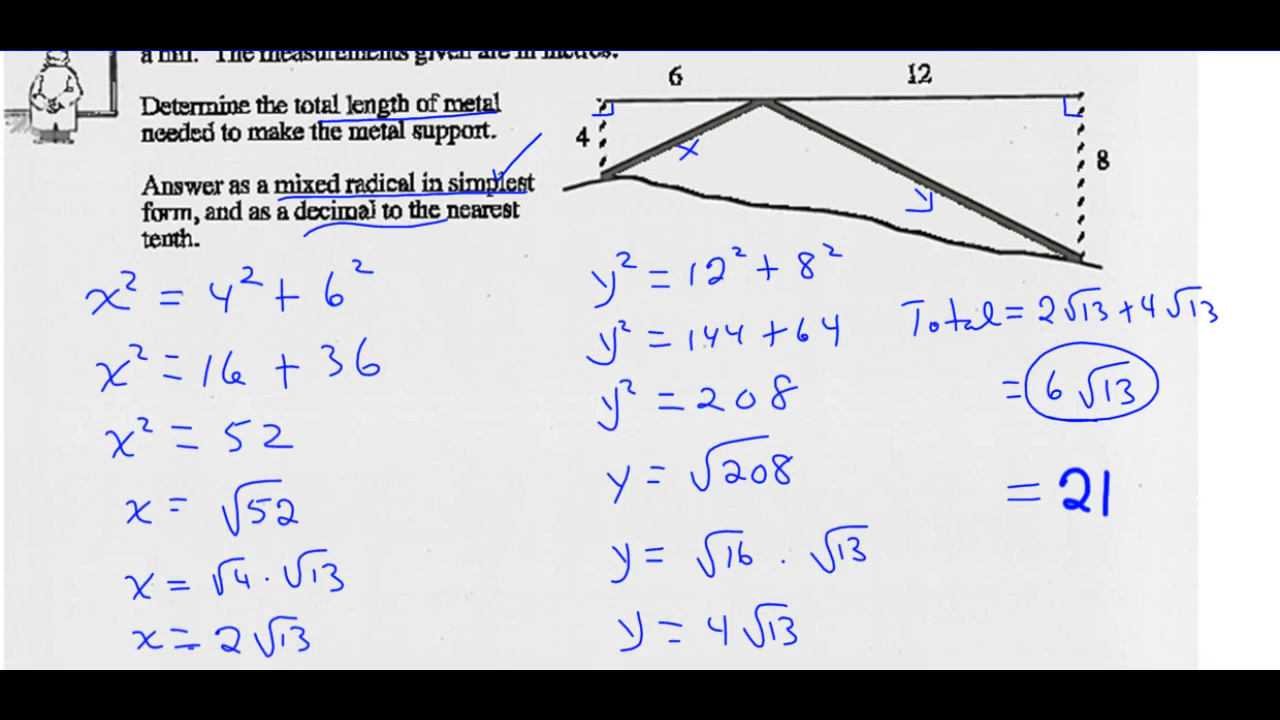 a hill. The measurements given are in metres.
Determine the total length of metal
needed to make the metal support.
Answer as a mixed radical in simplest
form, and as a decimal to the nearest
tenth.
6
12
4
8
x
y
x² = 4² + 6²
x² = 16 + 36
x² = 52
x = √52
x = √4 · √13
x = 2√13
y² = 12² + 8²
y² = 144 + 64
y² = 208
y = √208
y = √16 · √13
y = 4√13
Total = 2√13 + 4√13
= 6√13
= 21